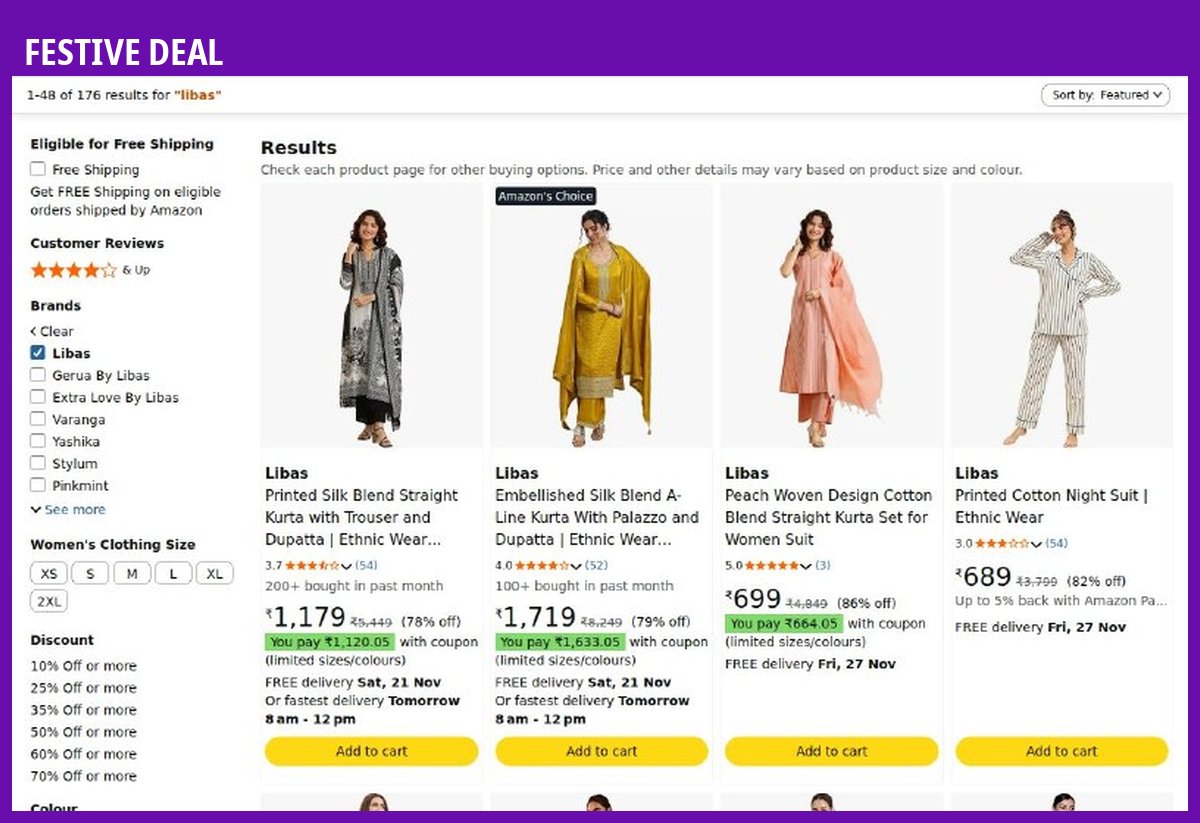 FESTIVE DEAL
1-48 of 176 results for "libas"
Sort by: Featured
Eligible for Free Shipping
Free Shipping
Get FREE Shipping on eligible
orders shipped by Amazon
Customer Reviews
& Up
Brands
Clear
Libas
Gerua By Libas
Extra Love By Libas
Varanga
Yashika
Stylum
Pinkmint
See more
Women's Clothing Size
XS S M L XL
2XL
Discount
10% Off or more
25% Off or more
35% Off or more
50% Off or more
60% Off or more
70% Off or more
Colour
Results
Check each product page for other buying options. Price and other details may vary based on product size and colour.
Libas
Printed Silk Blend Straight
Kurta with Trouser and
Dupatta | Ethnic Wear...
3.7 (54)
200+ bought in past month
₹1,179 ₹5,449 (78% off)
You pay ₹1,120.05 with coupon
(limited sizes/colours)
FREE delivery Sat, 21 Nov
Or fastest delivery Tomorrow
8 am - 12 pm
Add to cart
Amazon's Choice
Libas
Embellished Silk Blend A-
Line Kurta With Palazzo and
Dupatta | Ethnic Wear...
4.0 (52)
100+ bought in past month
₹1,719 ₹8,249 (79% off)
You pay ₹1,633.05 with coupon
(limited sizes/colours)
FREE delivery Sat, 21 Nov
Or fastest delivery Tomorrow
8 am - 12 pm
Add to cart
Libas
Peach Woven Design Cotton
Blend Straight Kurta Set for
Women Suit
5.0 (3)
₹699 ₹4,849 (86% off)
You pay ₹664.05 with coupon
(limited sizes/colours)
FREE delivery Fri, 27 Nov
Add to cart
Libas
Printed Cotton Night Suit |
Ethnic Wear
3.0 (54)
₹689 ₹3,799 (82% off)
Up to 5% back with Amazon Pa...
FREE delivery Fri, 27 Nov
Add to cart